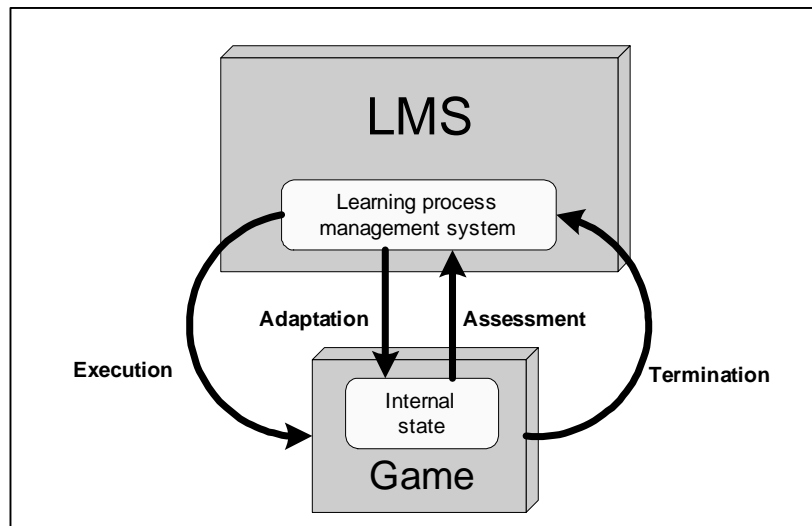 LMS
Learning process
management system
Adaptation
Assessment
Execution
Termination
Internal
state
Game